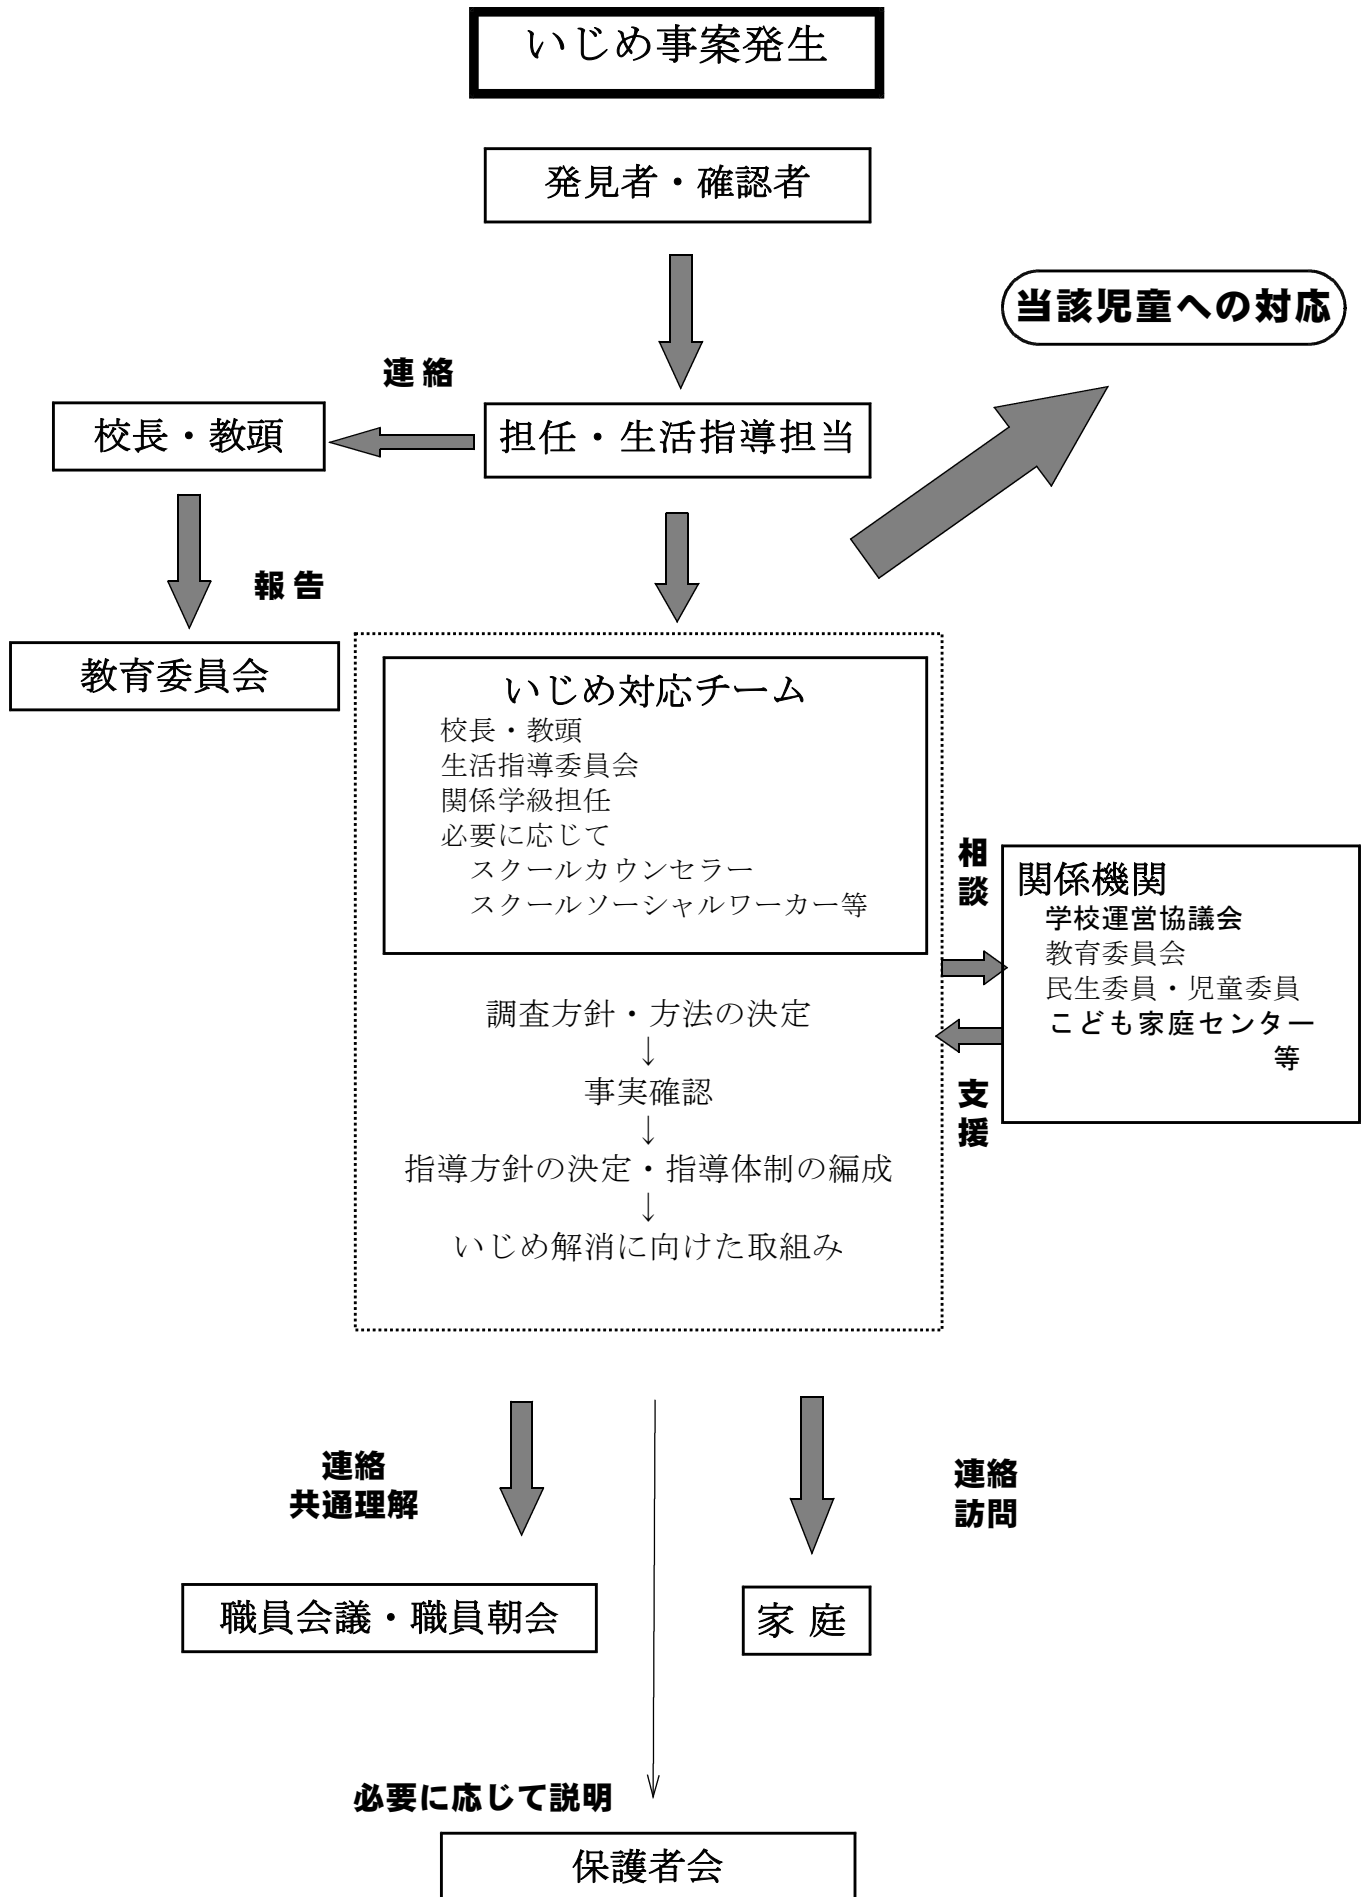 いじめ事案発生
発見者・確認者
当該児童への対応
連絡
校長・教頭
担任・生活指導担当
報告
教育委員会
いじめ対応チーム
校長・教頭
生活指導委員会
関係学級担任
必要に応じて
スクールカウンセラー
スクールソーシャルワーカー等
相談
関係機関
学校運営協議会
教育委員会
民生委員・児童委員
こども家庭センター
等
支援
調査方針・方法の決定
↓
事実確認
↓
指導方針の決定・指導体制の編成
↓
いじめ解消に向けた取組み
連絡
共通理解
連絡
訪問
職員会議・職員朝会
家 庭
必要に応じて説明
保護者会